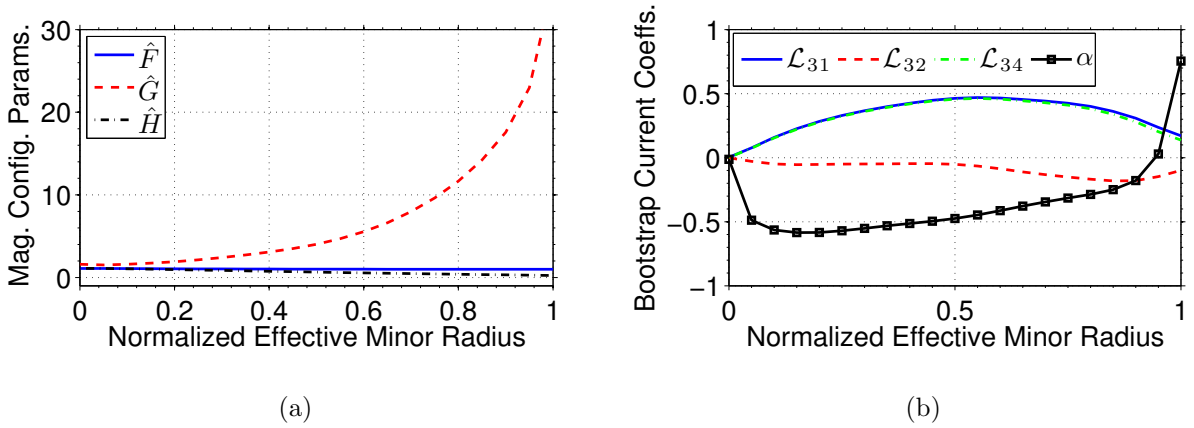 Mag. Config. Params.
30
20
10
0
F̂
Ĝ
Ĥ
0 0.2 0.4 0.6 0.8 1
Normalized Effective Minor Radius
(a)
Bootstrap Current Coeffs.
1
0.5
0
−0.5
−1
ℒ31 ℒ32 ℒ34 α
0 0.5 1
Normalized Effective Minor Radius
(b)